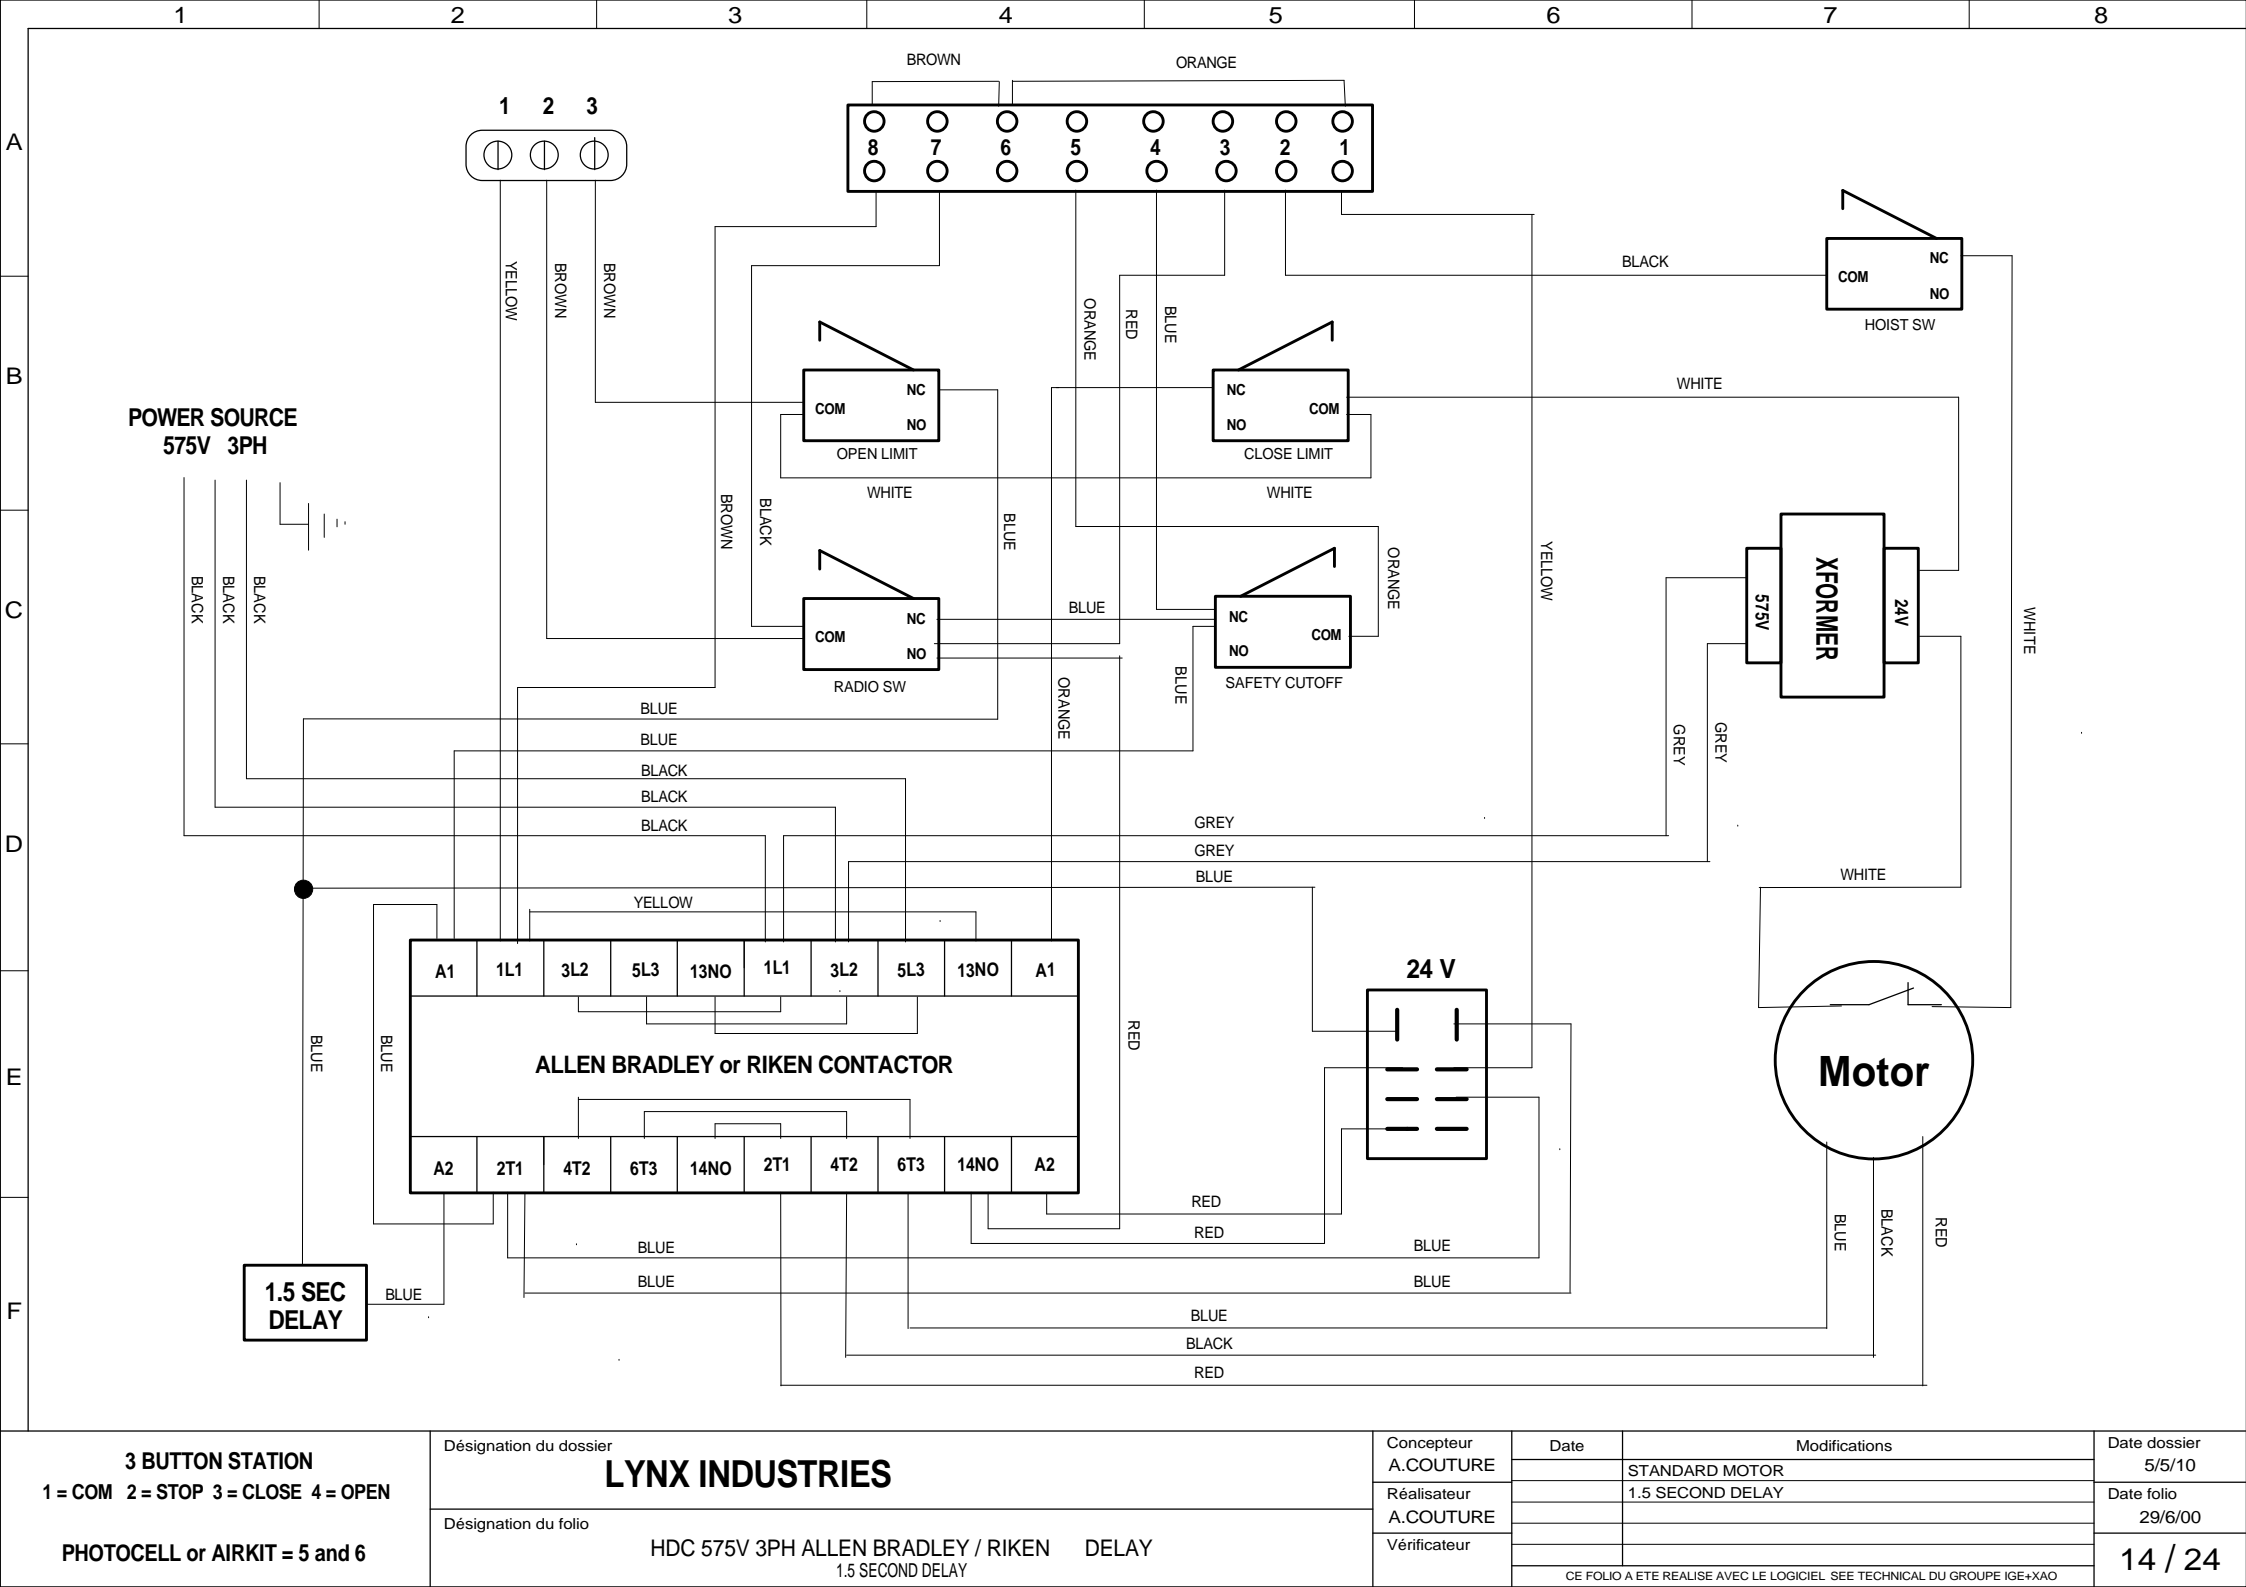 1 2 3 4 5 6 7 8
BROWN
ORANGE
1 2 3
A
8 7 6 5 4 3 2 1
YELLOW
BROWN
BROWN
BLACK
COM
NC
NO
HOIST SW
ORANGE
RED
BLUE
B
COM
NC
NO
OPEN LIMIT
NC
NO
COM
CLOSE LIMIT
WHITE
POWER SOURCE
575V 3PH
WHITE
WHITE
BROWN
BLACK
BLUE
ORANGE
YELLOW
C
BLACK
BLACK
BLACK
COM
NC
NO
RADIO SW
BLUE
NC
NO
COM
SAFETY CUTOFF
575V
XFORMER
24V
WHITE
BLUE
ORANGE
BLUE
BLUE
GREY
GREY
D
BLACK
BLACK
BLACK
GREY
GREY
BLUE
WHITE
YELLOW
A1 1L1 3L2 5L3 13NO 1L1 3L2 5L3 13NO A1
24 V
E
BLUE
BLUE
ALLEN BRADLEY or RIKEN CONTACTOR
RED
Motor
A2 2T1 4T2 6T3 14NO 2T1 4T2 6T3 14NO A2
RED
RED
BLUE
BLACK
RED
BLUE
BLUE
BLUE
BLUE
F
1.5 SEC
DELAY
BLUE
BLUE
BLACK
RED
3 BUTTON STATION
1 = COM 2 = STOP 3 = CLOSE 4 = OPEN
PHOTOCELL or AIRKIT = 5 and 6
Désignation du dossier
LYNX INDUSTRIES
Désignation du folio
HDC 575V 3PH ALLEN BRADLEY / RIKEN DELAY
1.5 SECOND DELAY
Concepteur
A.COUTURE
Réalisateur
A.COUTURE
Vérificateur
Date
Modifications
STANDARD MOTOR
1.5 SECOND DELAY
CE FOLIO A ETE REALISE AVEC LE LOGICIEL SEE TECHNICAL DU GROUPE IGE+XAO
Date dossier
5/5/10
Date folio
29/6/00
14 / 24